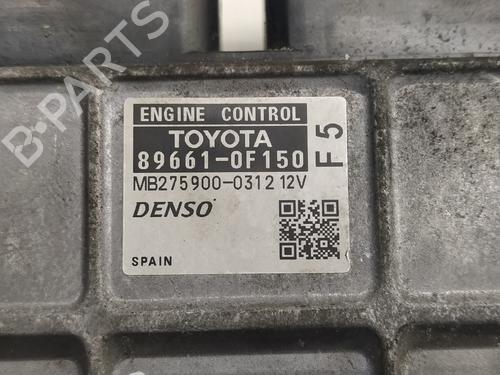 B-PARTS
ENGINE CONTROL
TOYOTA
89661-0F150
F5
MB275900-0312 12V
DENSO
SPAIN